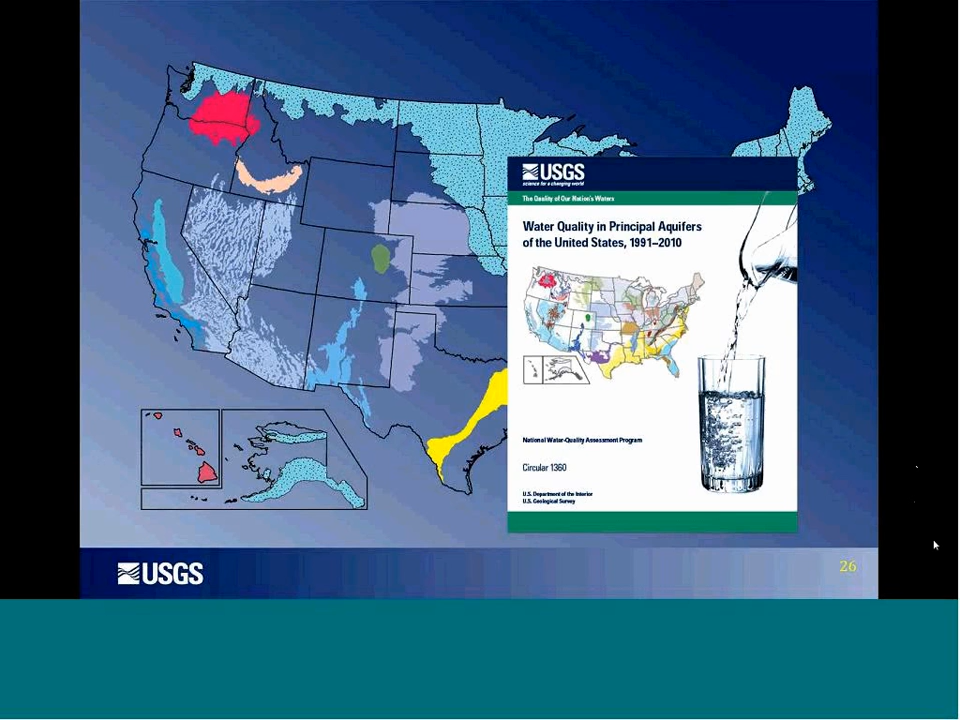 USGS
science for a changing world
The Quality of Our Nation's Waters
Water Quality in Principal Aquifers
of the United States, 1991–2010
National Water-Quality Assessment Program
Circular 1360
U.S. Department of the Interior
U.S. Geological Survey
USGS
26